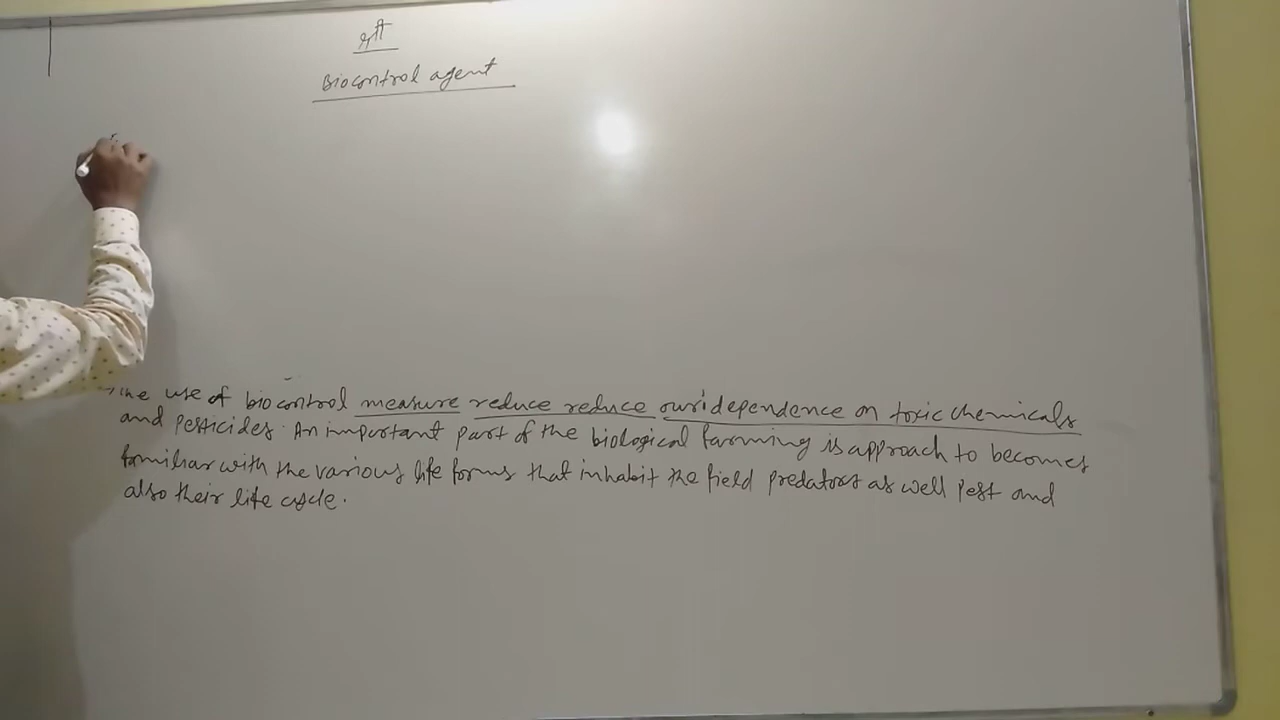 श्री
Biocontrol agent
The use of biocontrol measure reduce reduce our dependence on toxic chemicals
and pesticides. An important part of the biological farming is approach to becomes
familiar with the various life forms that inhabit the field predators as well pest and
also their life cycle.